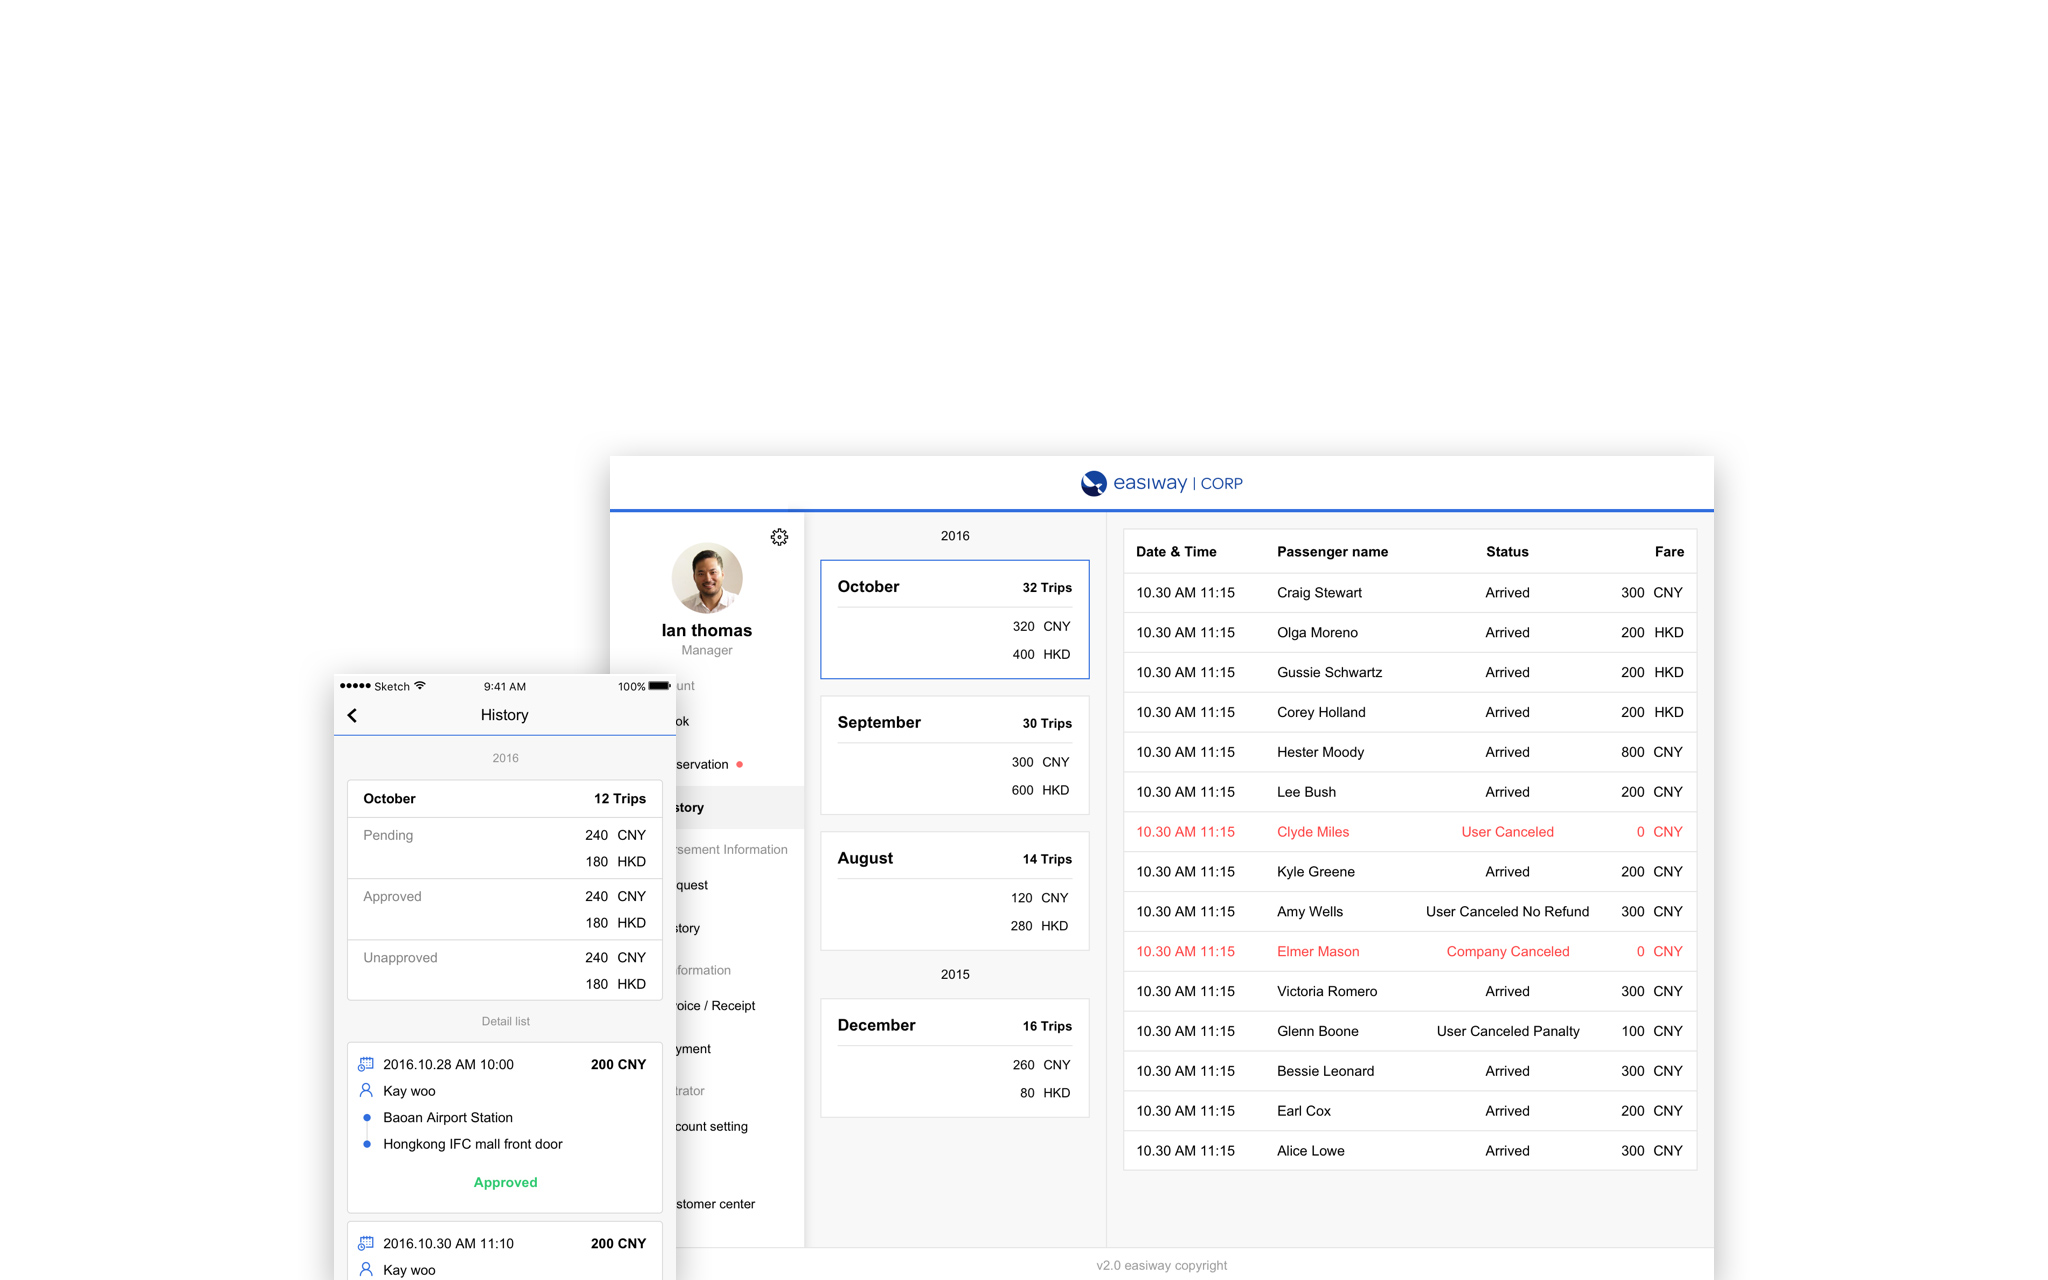 easiway | CORP
Ian thomas
Manager
2016
October 32 Trips
320 CNY
400 HKD
September 30 Trips
300 CNY
600 HKD
August 14 Trips
120 CNY
280 HKD
2015
December 16 Trips
260 CNY
80 HKD
Date & Time Passenger name Status Fare
10.30 AM 11:15 Craig Stewart Arrived 300 CNY
10.30 AM 11:15 Olga Moreno Arrived 200 HKD
10.30 AM 11:15 Gussie Schwartz Arrived 200 HKD
10.30 AM 11:15 Corey Holland Arrived 200 HKD
10.30 AM 11:15 Hester Moody Arrived 800 CNY
10.30 AM 11:15 Lee Bush Arrived 200 CNY
10.30 AM 11:15 Clyde Miles User Canceled 0 CNY
10.30 AM 11:15 Kyle Greene Arrived 200 CNY
10.30 AM 11:15 Amy Wells User Canceled No Refund 300 CNY
10.30 AM 11:15 Elmer Mason Company Canceled 0 CNY
10.30 AM 11:15 Victoria Romero Arrived 300 CNY
10.30 AM 11:15 Glenn Boone User Canceled Panalty 100 CNY
10.30 AM 11:15 Bessie Leonard Arrived 300 CNY
10.30 AM 11:15 Earl Cox Arrived 200 CNY
10.30 AM 11:15 Alice Lowe Arrived 300 CNY
unt
ok
servation
story
rsement Information
quest
story
formation
voice / Receipt
yment
trator
count setting
stomer center
v2.0 easiway copyright
Sketch 9:41 AM 100%
History
2016
October 12 Trips
Pending 240 CNY
180 HKD
Approved 240 CNY
180 HKD
Unapproved 240 CNY
180 HKD
Detail list
2016.10.28 AM 10:00 200 CNY
Kay woo
Baoan Airport Station
Hongkong IFC mall front door
Approved
2016.10.30 AM 11:10 200 CNY
Kay woo